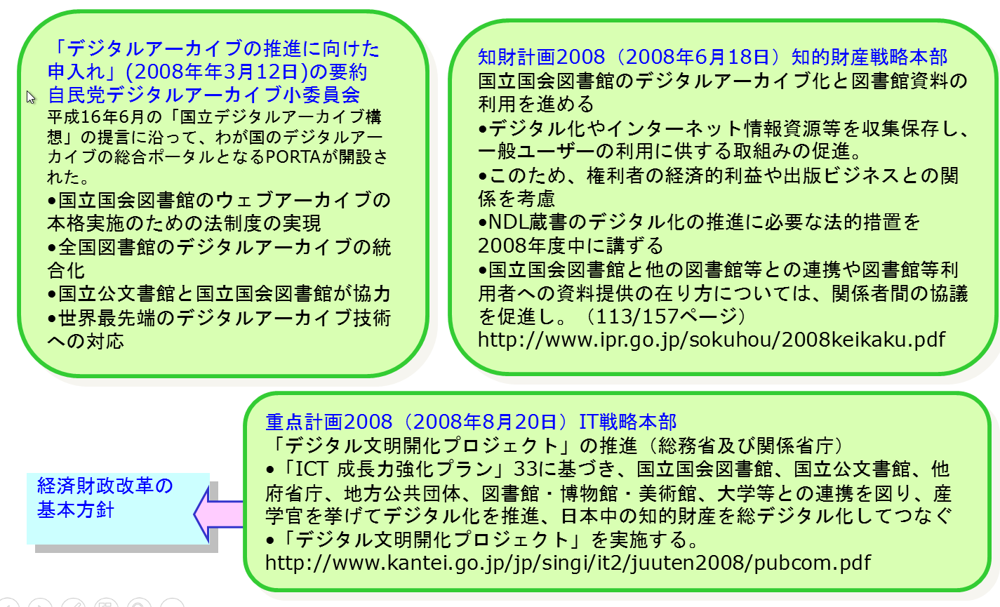 「デジタルアーカイブの推進に向けた
申入れ」(2008年年3月12日)の要約
自民党デジタルアーカイブ小委員会
平成16年6月の「国立デジタルアーカイブ構
想」の提言に沿って、わが国のデジタルアー
カイブの総合ポータルとなるPORTAが開設さ
れた。
•国立国会図書館のウェブアーカイブの
本格実施のための法制度の実現
•全国図書館のデジタルアーカイブの統
合化
•国立公文書館と国立国会図書館が協力
•世界最先端のデジタルアーカイブ技術
への対応
知財計画2008（2008年6月18日）知的財産戦略本部
国立国会図書館のデジタルアーカイブ化と図書館資料の
利用を進める
•デジタル化やインターネット情報資源等を収集保存し、
一般ユーザーの利用に供する取組みの促進。
•このため、権利者の経済的利益や出版ビジネスとの関
係を考慮
•NDL蔵書のデジタル化の推進に必要な法的措置を
2008年度中に講ずる
•国立国会図書館と他の図書館等との連携や図書館等利
用者への資料提供の在り方については、関係者間の協議
を促進し。（113/157ページ）
http://www.ipr.go.jp/sokuhou/2008keikaku.pdf
重点計画2008（2008年8月20日）IT戦略本部
「デジタル文明開化プロジェクト」の推進（総務省及び関係省庁）
•「ICT 成長力強化プラン」33に基づき、国立国会図書館、国立公文書館、他
府省庁、地方公共団体、図書館・博物館・美術館、大学等との連携を図り、産
学官を挙げてデジタル化を推進、日本中の知的財産を総デジタル化してつなぐ
•「デジタル文明開化プロジェクト」を実施する。
http://www.kantei.go.jp/jp/singi/it2/juuten2008/pubcom.pdf
経済財政改革の
基本方針